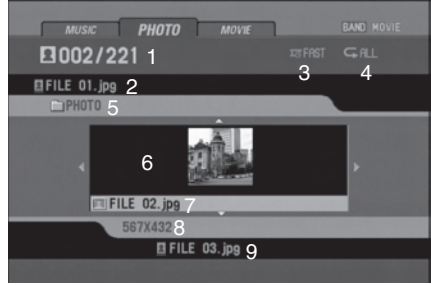 MUSIC PHOTO MOVIE BAND MOVIE
002/221 1 FAST ALL
3 4
FILE 01.jpg 2
PHOTO 5
6
FILE 02.jpg 7
567X432 8
FILE 03.jpg 9